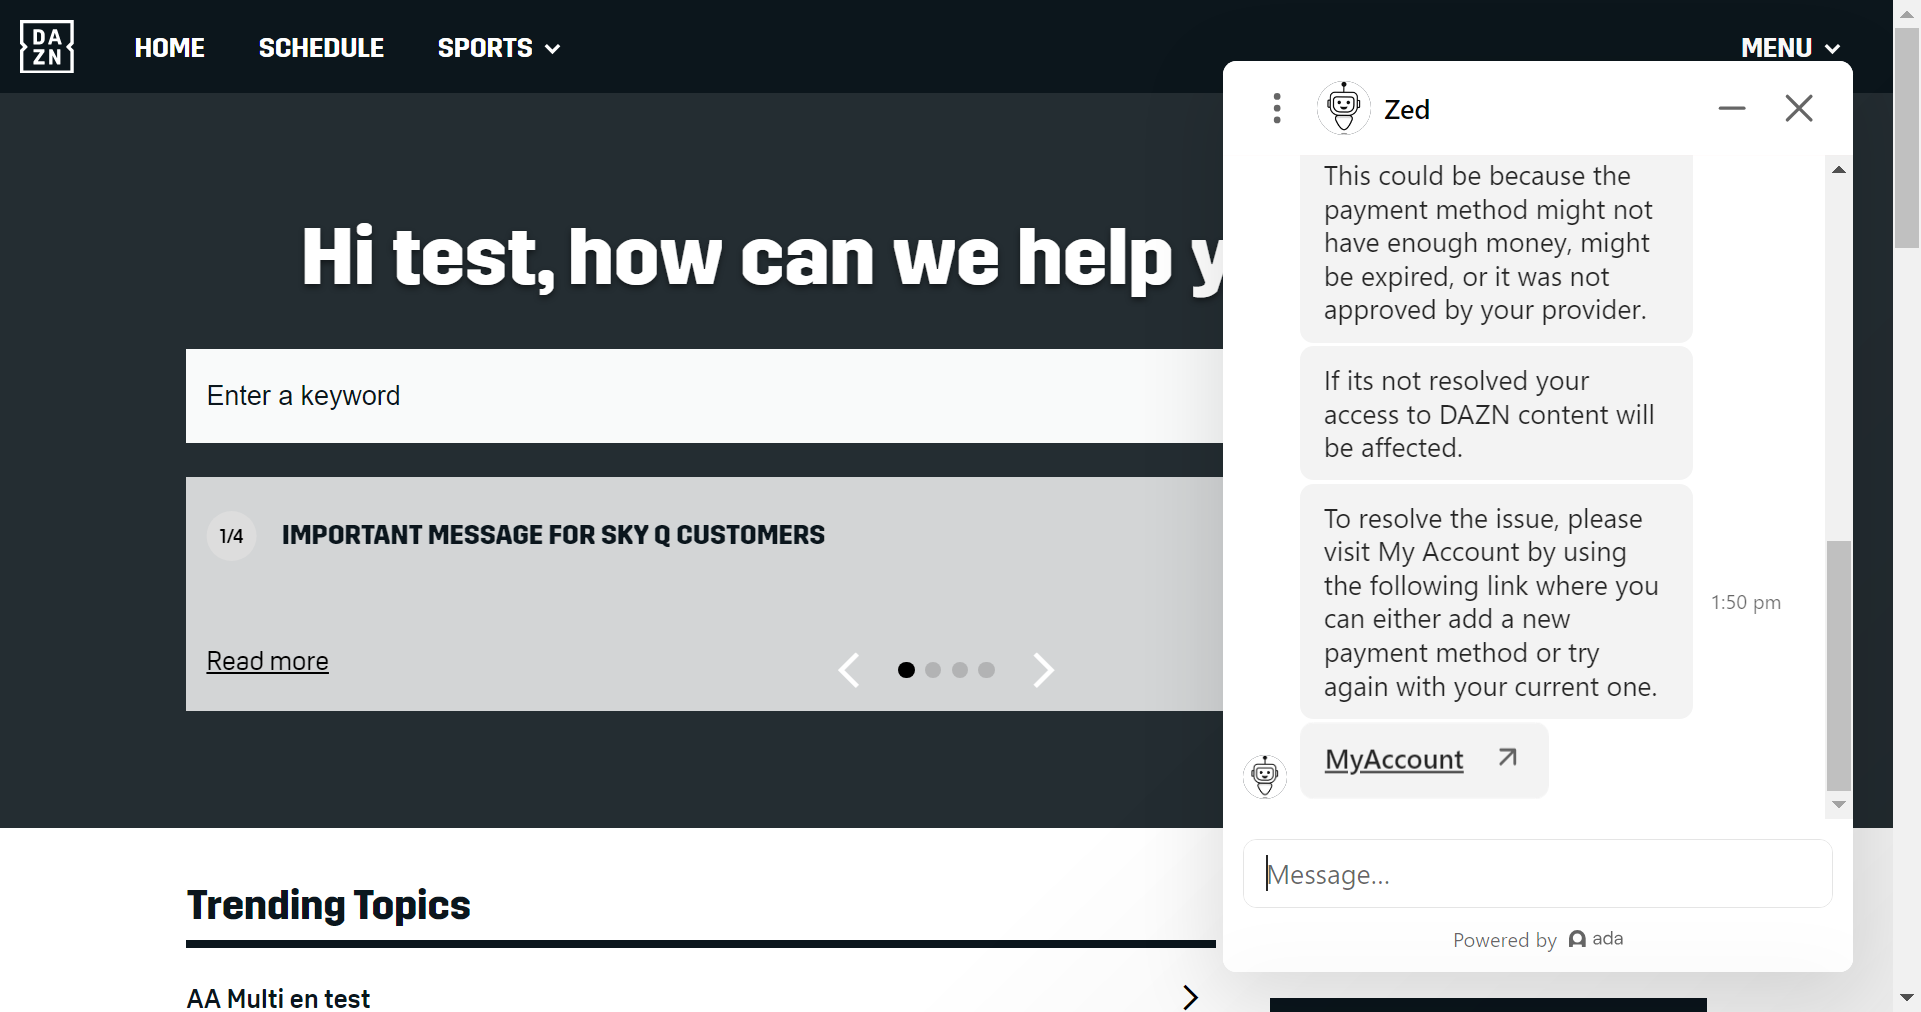 DA
ZN
HOME
SCHEDULE
SPORTS
MENU
Hi test, how can we help y
Enter a keyword
1/4
IMPORTANT MESSAGE FOR SKY Q CUSTOMERS
Read more
Trending Topics
AA Multi en test
Zed
This could be because the
payment method might not
have enough money, might
be expired, or it was not
approved by your provider.
If its not resolved your
access to DAZN content will
be affected.
To resolve the issue, please
visit My Account by using
the following link where you
can either add a new
payment method or try
again with your current one.
1:50 pm
MyAccount
Message...
Powered by ada